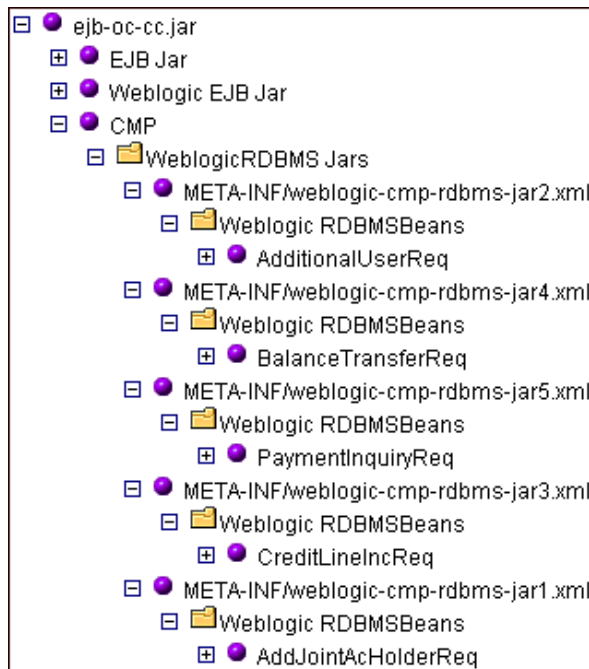 ejb-oc-cc.jar
EJB Jar
Weblogic EJB Jar
CMP
WeblogicRDBMS Jars
META-INF/weblogic-cmp-rdbms-jar2.xml
Weblogic RDBMSBeans
AdditionalUserReq
META-INF/weblogic-cmp-rdbms-jar4.xml
Weblogic RDBMSBeans
BalanceTransferReq
META-INF/weblogic-cmp-rdbms-jar5.xml
Weblogic RDBMSBeans
PaymentInquiryReq
META-INF/weblogic-cmp-rdbms-jar3.xml
Weblogic RDBMSBeans
CreditLineIncReq
META-INF/weblogic-cmp-rdbms-jar1.xml
Weblogic RDBMSBeans
AddJointAcHolderReq